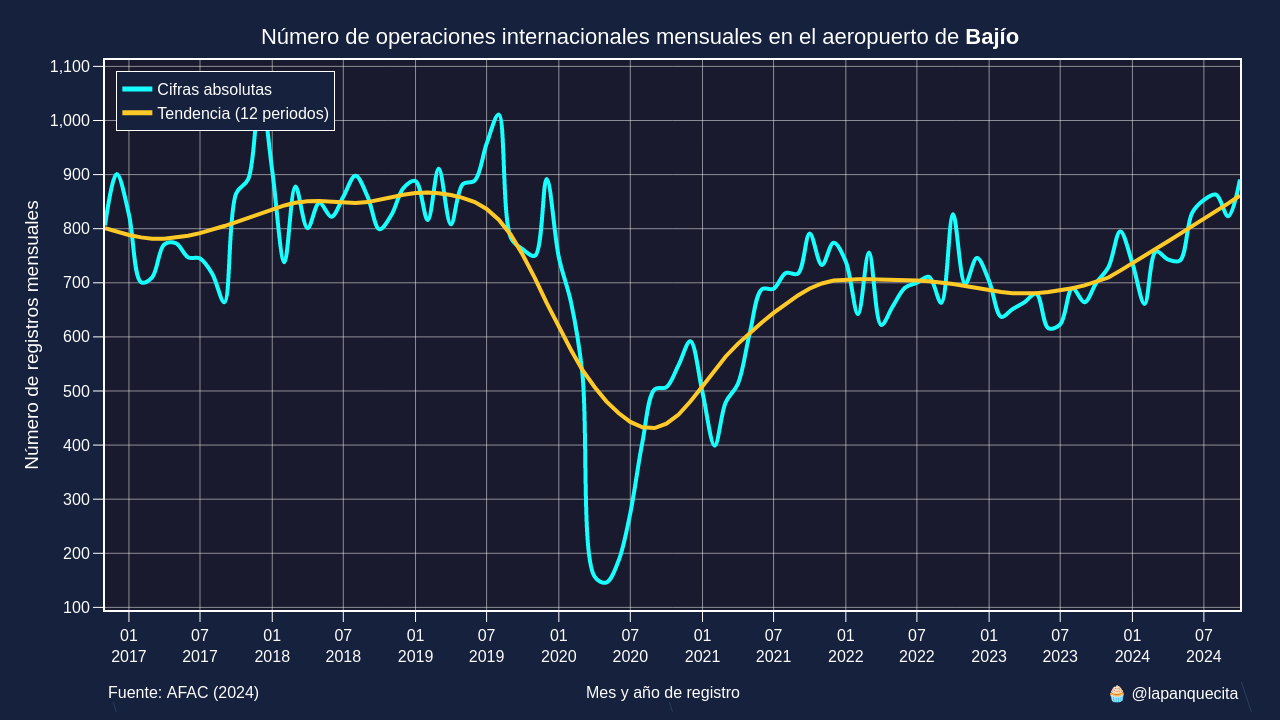 Número de operaciones internacionales mensuales en el aeropuerto de Bajío
Cifras absolutas
Tendencia (12 periodos)
Número de registros mensuales
1,100
1,000
900
800
700
600
500
400
300
200
100
01 07 01 07 01 07 01 07 01 07 01 07 01 07 01 07
2017 2017 2018 2018 2019 2019 2020 2020 2021 2021 2022 2022 2023 2023 2024 2024
Fuente: AFAC (2024) Mes y año de registro 🧁 @lapanquecita